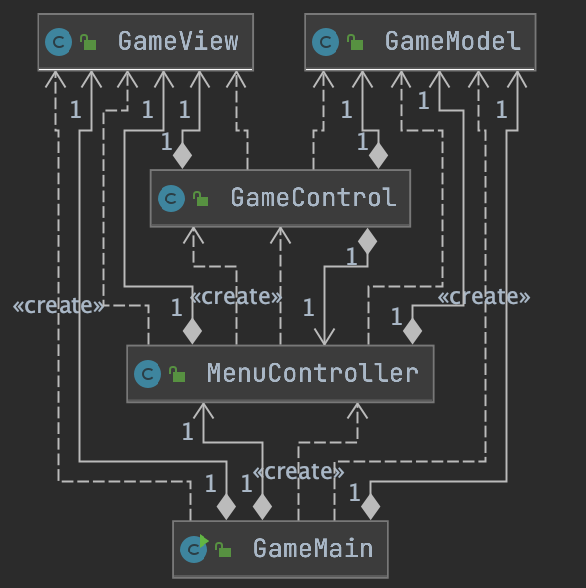 C GameView
C GameModel
1 1 1 1 1 1
1 1
C GameControl
1
«create» 1 «create» 1 1 «create»
C MenuController
1
1 1 «create» 1
C GameMain